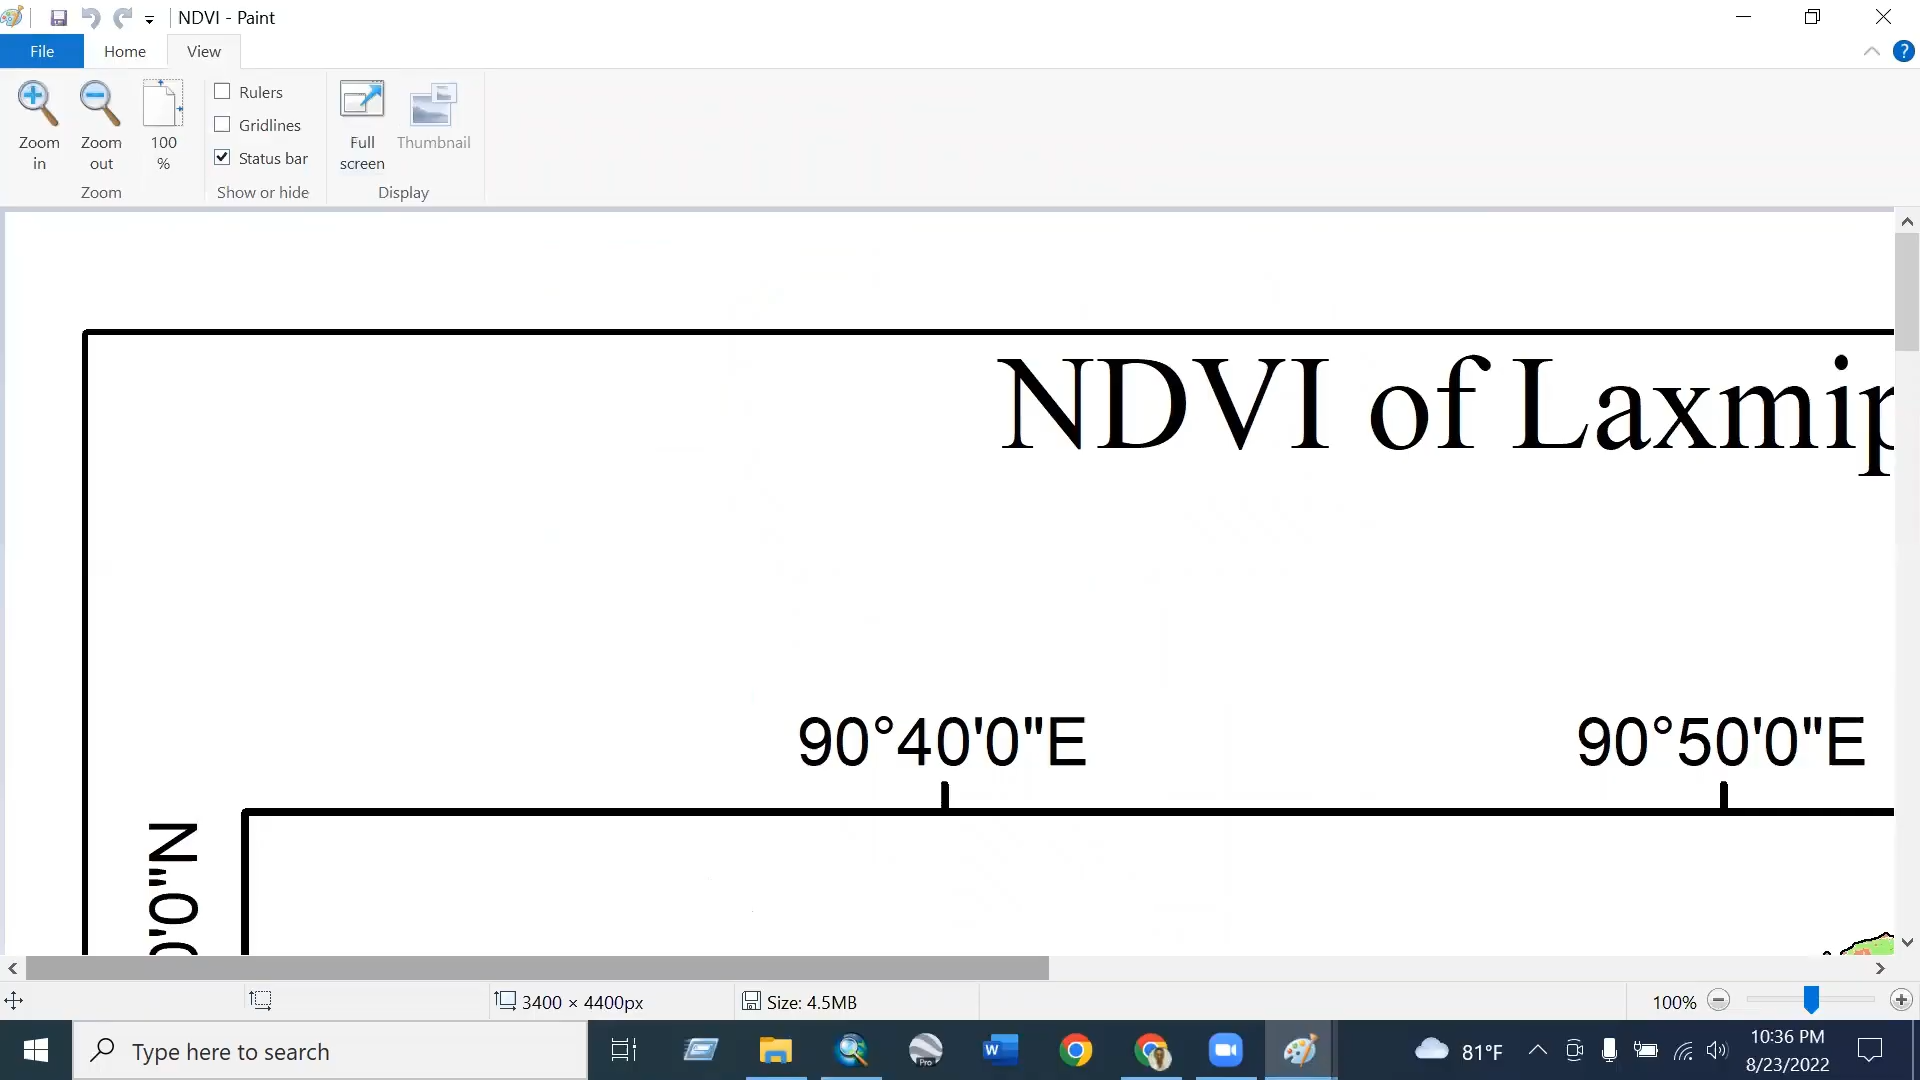 NDVI - Paint
File Home View
Rulers
Gridlines
Status bar
Zoom in
Zoom out
100 %
Full screen
Thumbnail
Zoom
Show or hide
Display
NDVI of Laxmip
90°40'0"E 90°50'0"E
0'0"N
3400 × 4400px
Size: 4.5MB
100%
Type here to search
Pro
W
81°F
10:36 PM
8/23/2022